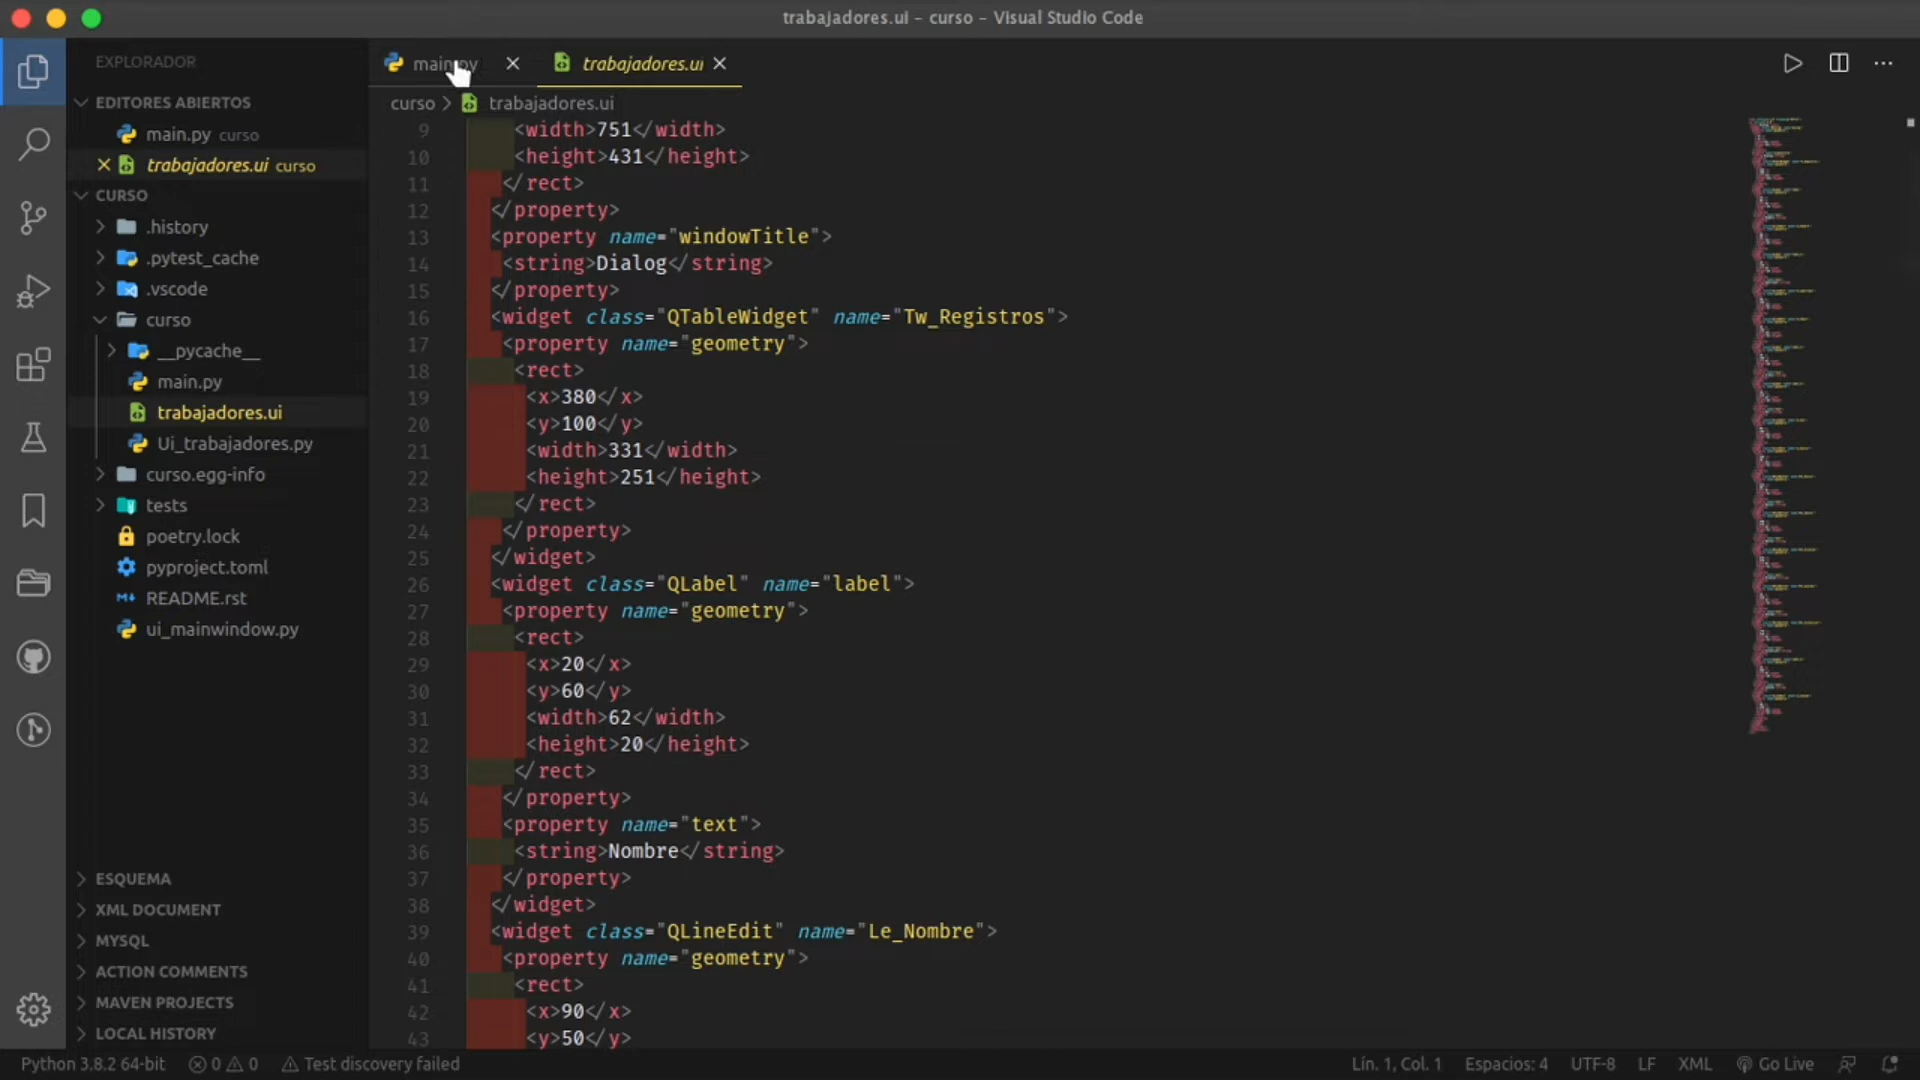 trabajadores.ui - curso - Visual Studio Code
EXPLORADOR
EDITORES ABIERTOS
main.py curso
trabajadores.ui curso
CURSO
.history
.pytest_cache
.vscode
curso
__pycache__
main.py
trabajadores.ui
Ui_trabajadores.py
curso.egg-info
tests
poetry.lock
pyproject.toml
README.rst
ui_mainwindow.py
ESQUEMA
XML DOCUMENT
MYSQL
ACTION COMMENTS
MAVEN PROJECTS
LOCAL HISTORY
main.py trabajadores.ui
curso > trabajadores.ui
9 <width>751</width>
10 <height>431</height>
11 </rect>
12 </property>
13 <property name="windowTitle">
14 <string>Dialog</string>
15 </property>
16 <widget class="QTableWidget" name="Tw_Registros">
17 <property name="geometry">
18 <rect>
19 <x>380</x>
20 <y>100</y>
21 <width>331</width>
22 <height>251</height>
23 </rect>
24 </property>
25 </widget>
26 <widget class="QLabel" name="label">
27 <property name="geometry">
28 <rect>
29 <x>20</x>
30 <y>60</y>
31 <width>62</width>
32 <height>20</height>
33 </rect>
34 </property>
35 <property name="text">
36 <string>Nombre</string>
37 </property>
38 </widget>
39 <widget class="QLineEdit" name="Le_Nombre">
40 <property name="geometry">
41 <rect>
42 <x>90</x>
43 <y>50</y>
Python 3.8.2 64-bit 0 0 Test discovery failed Lín. 1, Col. 1 Espacios: 4 UTF-8 LF XML Go Live